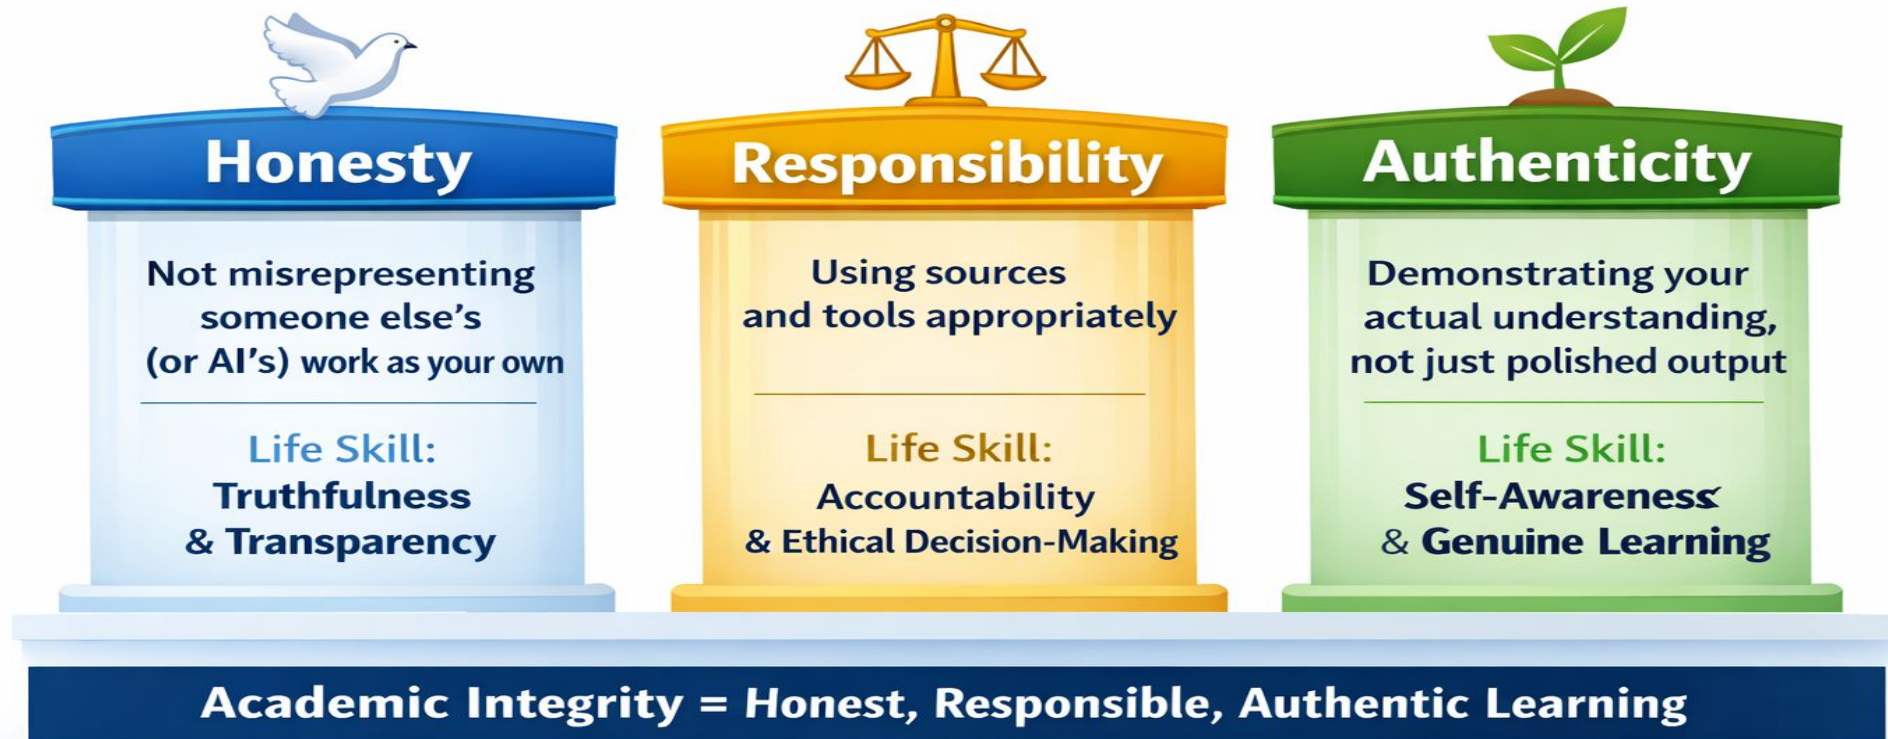 Honesty
Not misrepresenting
someone else's
(or AI's) work as your own
Life Skill:
Truthfulness
& Transparency
Responsibility
Using sources
and tools appropriately
Life Skill:
Accountability
& Ethical Decision-Making
Authenticity
Demonstrating your
actual understanding,
not just polished output
Life Skill:
Self-Awareness
& Genuine Learning
Academic Integrity = Honest, Responsible, Authentic Learning